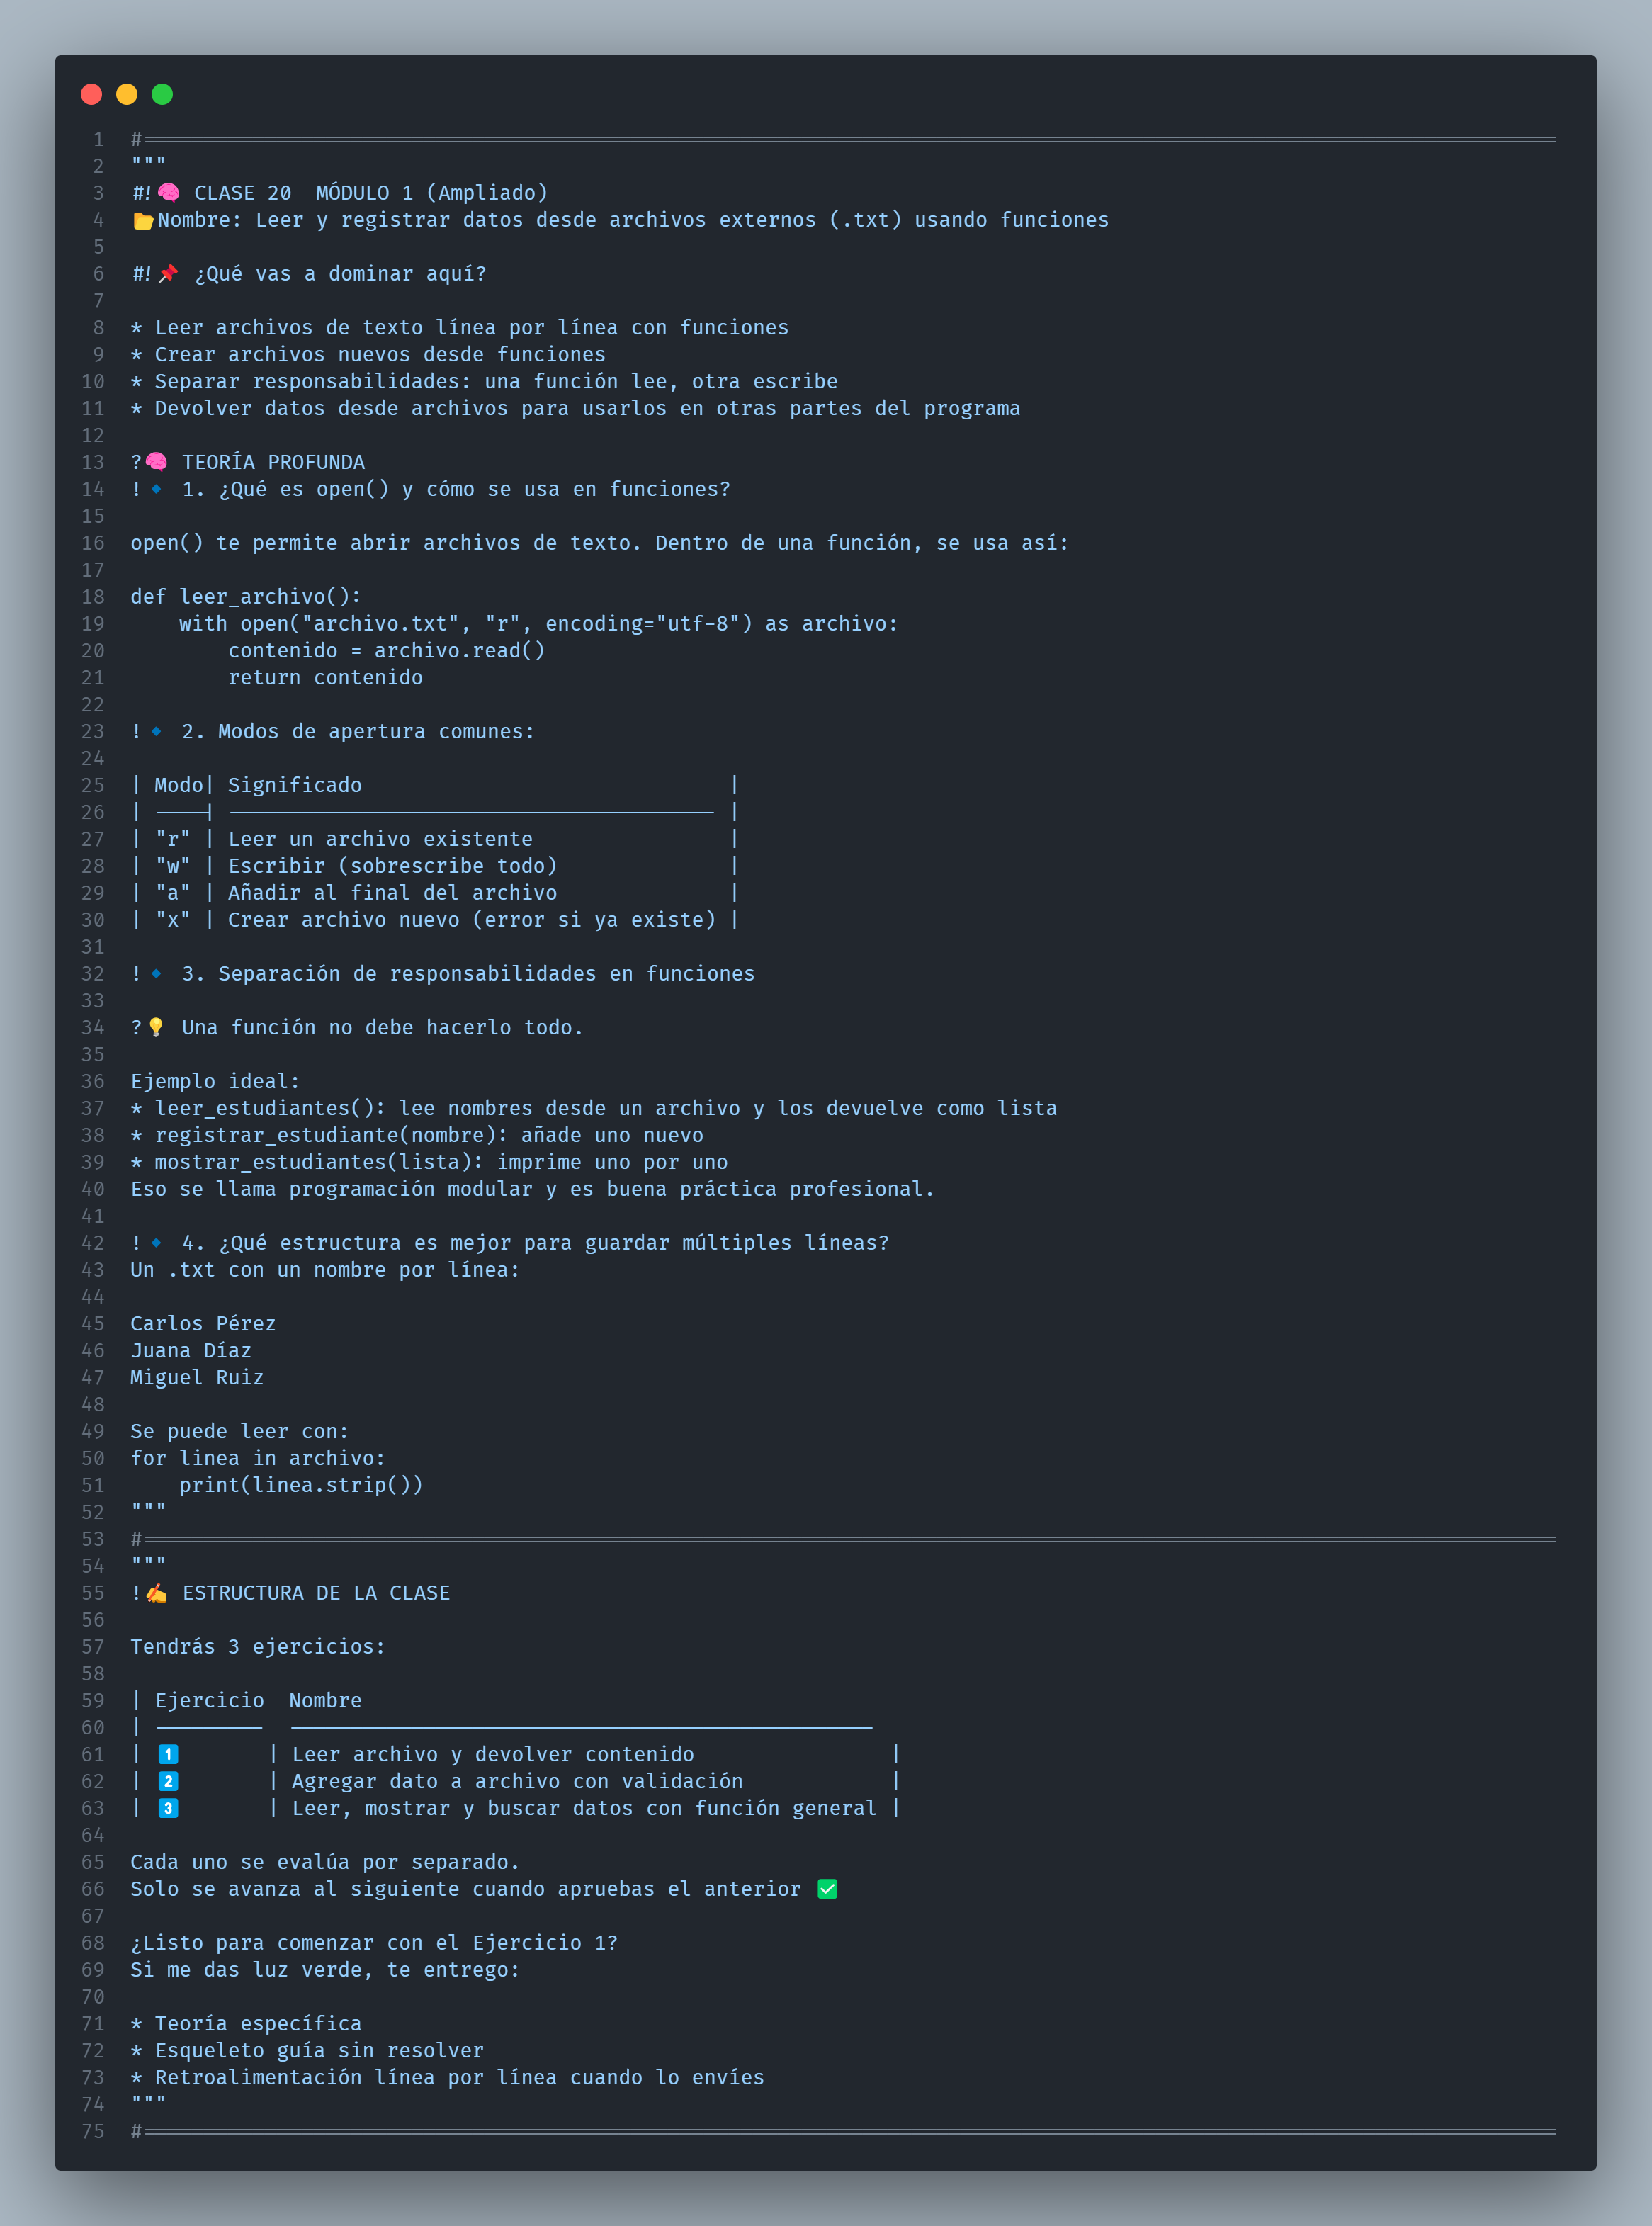 1 #====================================================================================================================
2 """
3 #!🧠 CLASE 20  MÓDULO 1 (Ampliado)
4 📂Nombre: Leer y registrar datos desde archivos externos (.txt) usando funciones
5
6 #!📌 ¿Qué vas a dominar aquí?
7
8 * Leer archivos de texto línea por línea con funciones
9 * Crear archivos nuevos desde funciones
10 * Separar responsabilidades: una función lee, otra escribe
11 * Devolver datos desde archivos para usarlos en otras partes del programa
12
13 ?🧠 TEORÍA PROFUNDA
14 !🔹 1. ¿Qué es open() y cómo se usa en funciones?
15
16 open() te permite abrir archivos de texto. Dentro de una función, se usa así:
17
18 def leer_archivo():
19     with open("archivo.txt", "r", encoding="utf-8") as archivo:
20         contenido = archivo.read()
21         return contenido
22
23 !🔹 2. Modos de apertura comunes:
24
25 | Modo| Significado                              |
26 | ----| ---------------------------------------- |
27 | "r" | Leer un archivo existente                |
28 | "w" | Escribir (sobrescribe todo)              |
29 | "a" | Añadir al final del archivo              |
30 | "x" | Crear archivo nuevo (error si ya existe) |
31
32 !🔹 3. Separación de responsabilidades en funciones
33
34 ?💡 Una función no debe hacerlo todo.
35
36 Ejemplo ideal:
37 * leer_estudiantes(): lee nombres desde un archivo y los devuelve como lista
38 * registrar_estudiante(nombre): añade uno nuevo
39 * mostrar_estudiantes(lista): imprime uno por uno
40 Eso se llama programación modular y es buena práctica profesional.
41
42 !🔹 4. ¿Qué estructura es mejor para guardar múltiples líneas?
43 Un .txt con un nombre por línea:
44
45 Carlos Pérez
46 Juana Díaz
47 Miguel Ruiz
48
49 Se puede leer con:
50 for linea in archivo:
51     print(linea.strip())
52 """
53 #====================================================================================================================
54 """
55 !✍️ ESTRUCTURA DE LA CLASE
56
57 Tendrás 3 ejercicios:
58
59 | Ejercicio  Nombre
60 | ---------  ------------------------------------------------
61 | 1️⃣       | Leer archivo y devolver contenido                |
62 | 2️⃣       | Agregar dato a archivo con validación            |
63 | 3️⃣       | Leer, mostrar y buscar datos con función general |
64
65 Cada uno se evalúa por separado.
66 Solo se avanza al siguiente cuando apruebas el anterior ✅
67
68 ¿Listo para comenzar con el Ejercicio 1?
69 Si me das luz verde, te entrego:
70
71 * Teoría específica
72 * Esqueleto guía sin resolver
73 * Retroalimentación línea por línea cuando lo envíes
74 """
75 #====================================================================================================================